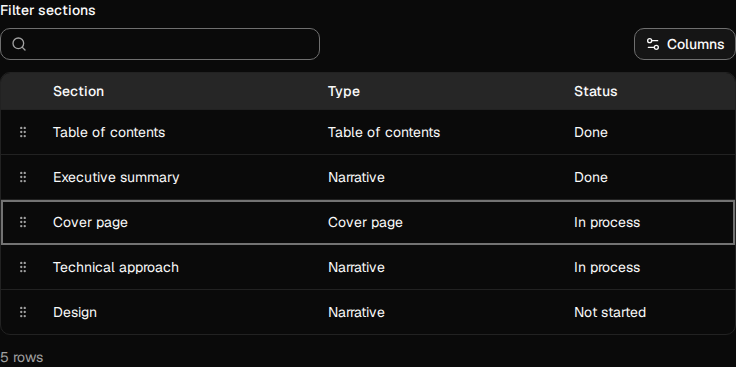 Filter sections
Columns
Section Type Status
Table of contents Table of contents Done
Executive summary Narrative Done
Cover page Cover page In process
Technical approach Narrative In process
Design Narrative Not started
5 rows